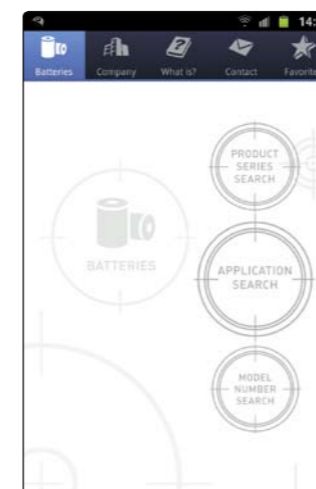 14:
Batteries
Company
What is?
Contact
Favorite
PRODUCT
SERIES
SEARCH
BATTERIES
APPLICATION
SEARCH
MODEL
NUMBER
SEARCH